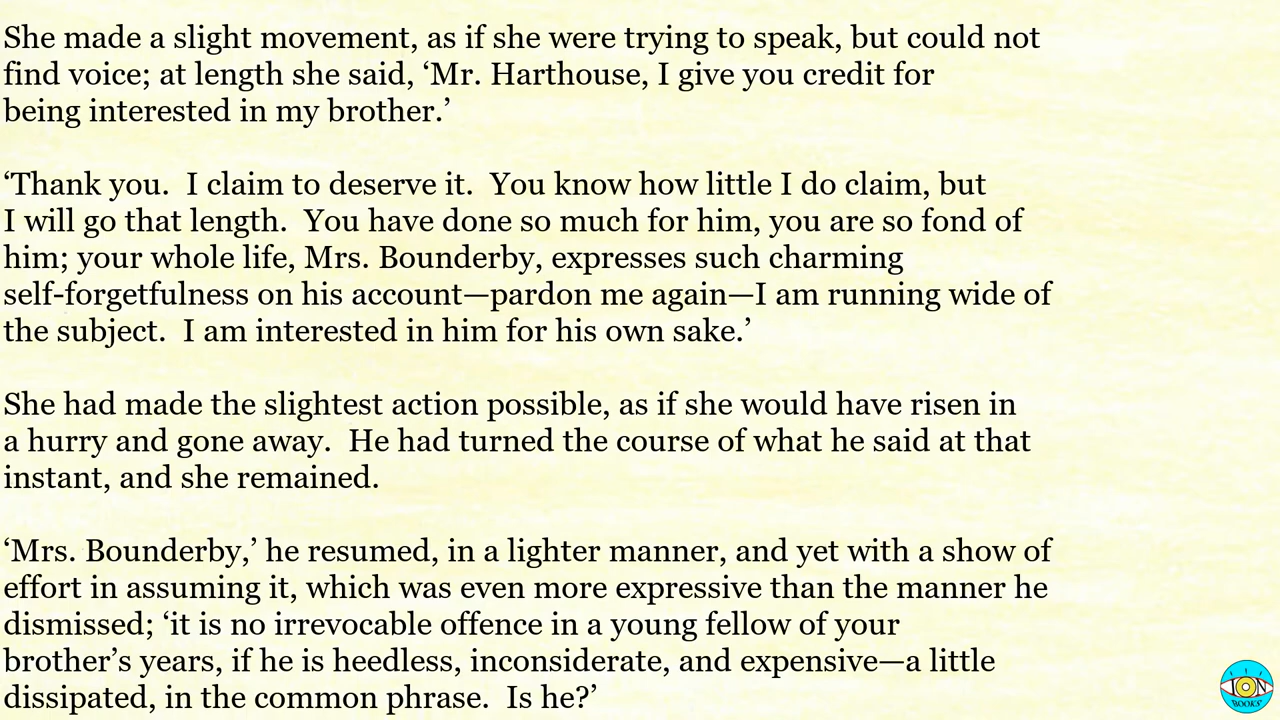 She made a slight movement, as if she were trying to speak, but could not
find voice; at length she said, ‘Mr. Harthouse, I give you credit for
being interested in my brother.’
‘Thank you.  I claim to deserve it.  You know how little I do claim, but
I will go that length.  You have done so much for him, you are so fond of
him; your whole life, Mrs. Bounderby, expresses such charming
self-forgetfulness on his account—pardon me again—I am running wide of
the subject.  I am interested in him for his own sake.’
She had made the slightest action possible, as if she would have risen in
a hurry and gone away.  He had turned the course of what he said at that
instant, and she remained.
‘Mrs. Bounderby,’ he resumed, in a lighter manner, and yet with a show of
effort in assuming it, which was even more expressive than the manner he
dismissed; ‘it is no irrevocable offence in a young fellow of your
brother’s years, if he is heedless, inconsiderate, and expensive—a little
dissipated, in the common phrase.  Is he?’
ION
BOOKS